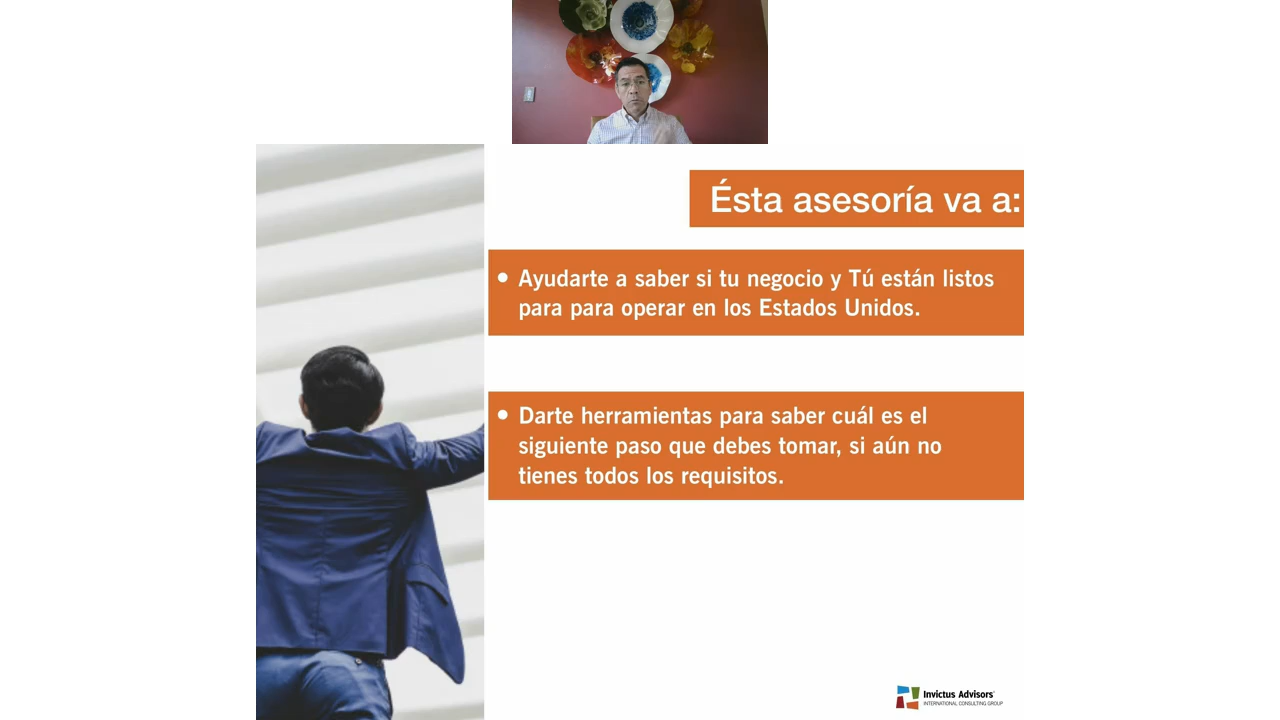 Ésta asesoría va a:
• Ayudarte a saber si tu negocio y Tú están listos
para para operar en los Estados Unidos.
• Darte herramientas para saber cuál es el
siguiente paso que debes tomar, si aún no
tienes todos los requisitos.
Invictus Advisors
INTERNATIONAL CONSULTING GROUP